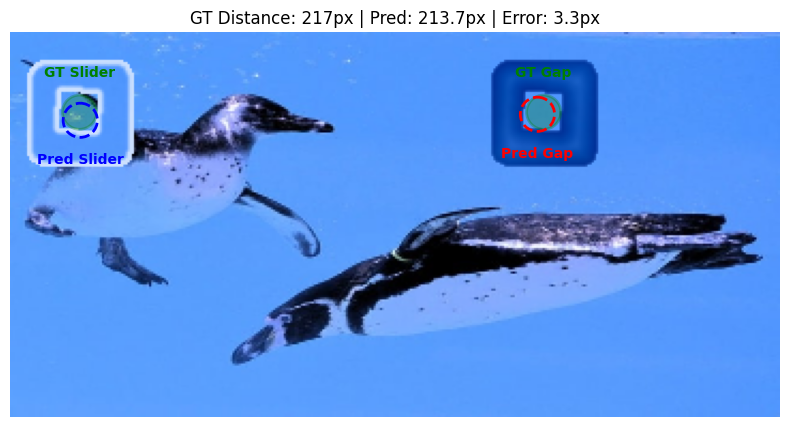 GT Distance: 217px | Pred: 213.7px | Error: 3.3px
GT Slider
GT Gap
Pred Slider
Pred Gap